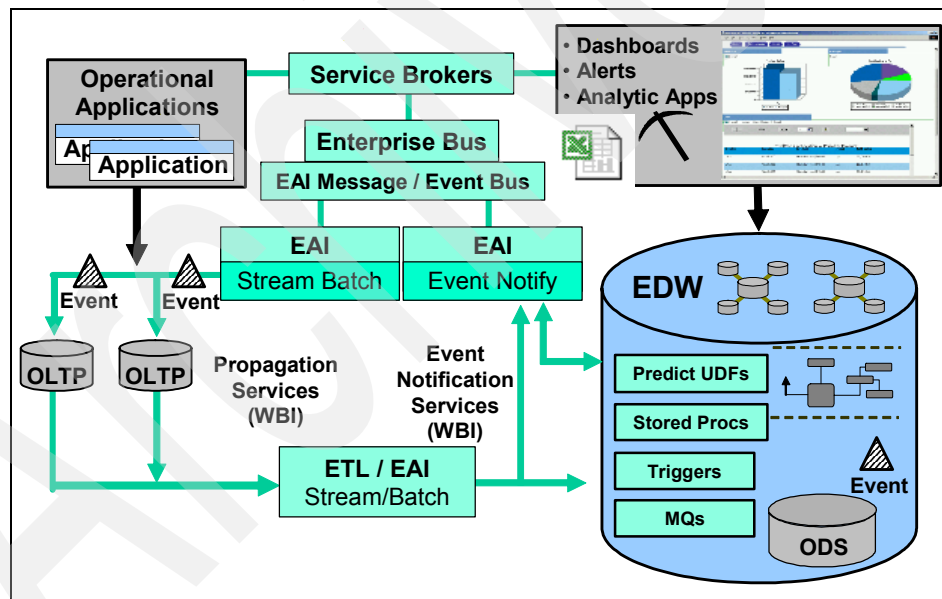 Operational
Applications
Application
Service Brokers
Enterprise Bus
EAI Message / Event Bus
• Dashboards
• Alerts
• Analytic Apps
EAI
Stream Batch
EAI
Event Notify
Event
Event
OLTP
OLTP
Propagation
Services
(WBI)
Event
Notification
Services
(WBI)
ETL / EAI
Stream/Batch
EDW
Predict UDFs
Stored Procs
Triggers
MQs
Event
ODS